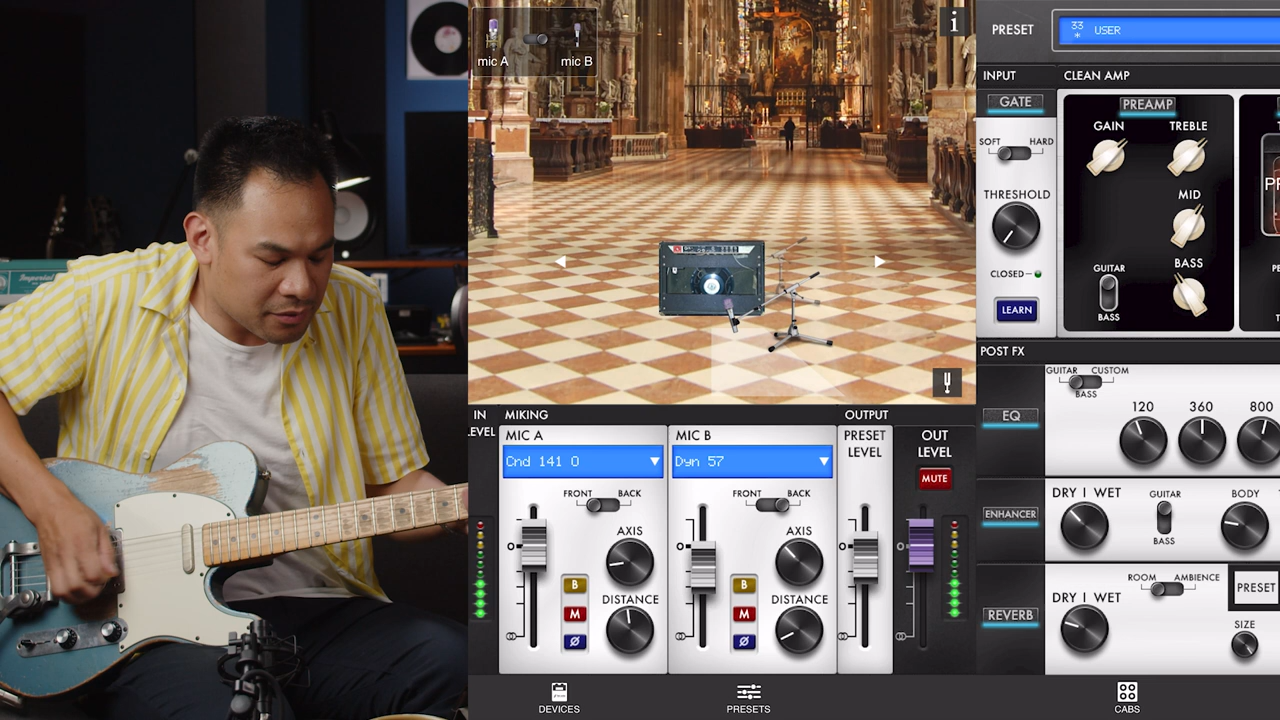 Imperial
mic A
mic B
i
PRESET
33
*
USER
INPUT
CLEAN AMP
GATE
SOFT
HARD
THRESHOLD
CLOSED
LEARN
PREAMP
GAIN
TREBLE
MID
BASS
GUITAR
BASS
POST FX
EQ
GUITAR
CUSTOM
BASS
120
360
800
ENHANCER
DRY | WET
GUITAR
BASS
BODY
REVERB
DRY | WET
ROOM
AMBIENCE
PRESET
SIZE
IN
LEVEL
MIKING
MIC A
Cnd 141 O
FRONT
BACK
AXIS
DISTANCE
B
M
Ø
MIC B
Dyn 57
FRONT
BACK
AXIS
DISTANCE
B
M
Ø
OUTPUT
PRESET
LEVEL
OUT
LEVEL
MUTE
DEVICES
PRESETS
CABS